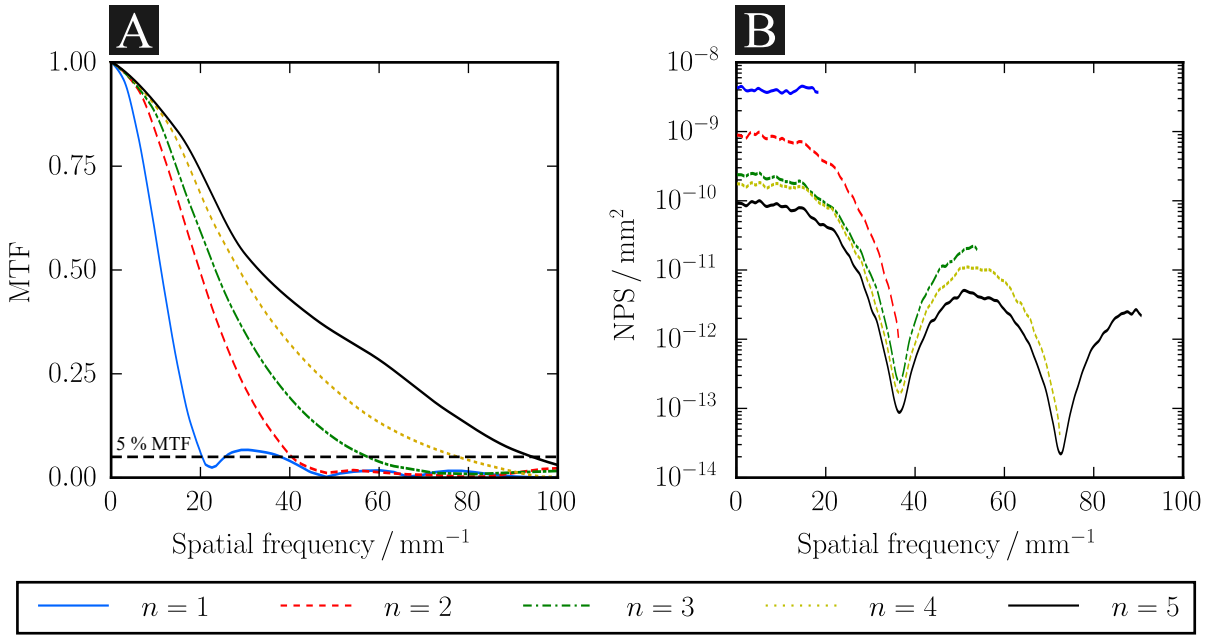 A
B
1.00
0.75
0.50
0.25
0.00
MTF
5 % MTF
0 20 40 60 80 100
Spatial frequency / mm⁻¹
10⁻⁸
10⁻⁹
10⁻¹⁰
10⁻¹¹
10⁻¹²
10⁻¹³
10⁻¹⁴
NPS / mm²
0 20 40 60 80 100
Spatial frequency / mm⁻¹
n = 1 n = 2 n = 3 n = 4 n = 5